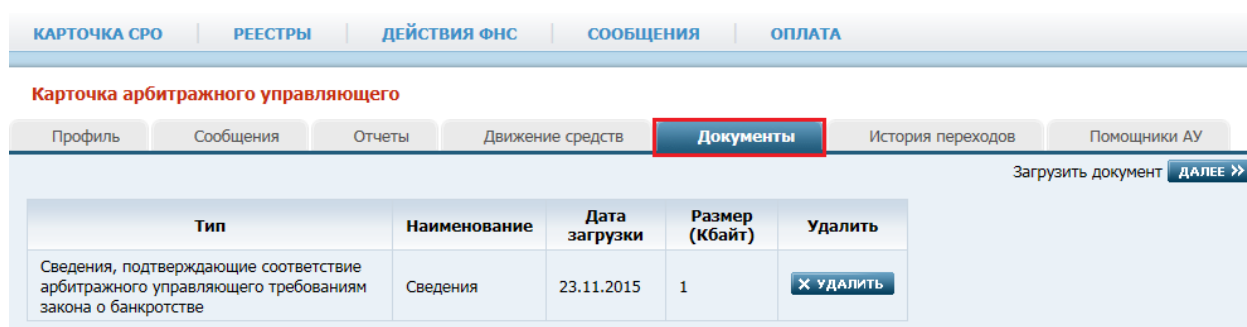 КАРТОЧКА СРО РЕЕСТРЫ ДЕЙСТВИЯ ФНС СООБЩЕНИЯ ОПЛАТА
Карточка арбитражного управляющего
Профиль Сообщения Отчеты Движение средств Документы История переходов Помощники АУ
Загрузить документ ДАЛЕЕ
Тип Наименование Дата загрузки Размер (Кбайт) Удалить
Сведения, подтверждающие соответствие
арбитражного управляющего требованиям
закона о банкротстве
Сведения 23.11.2015 1 УДАЛИТЬ